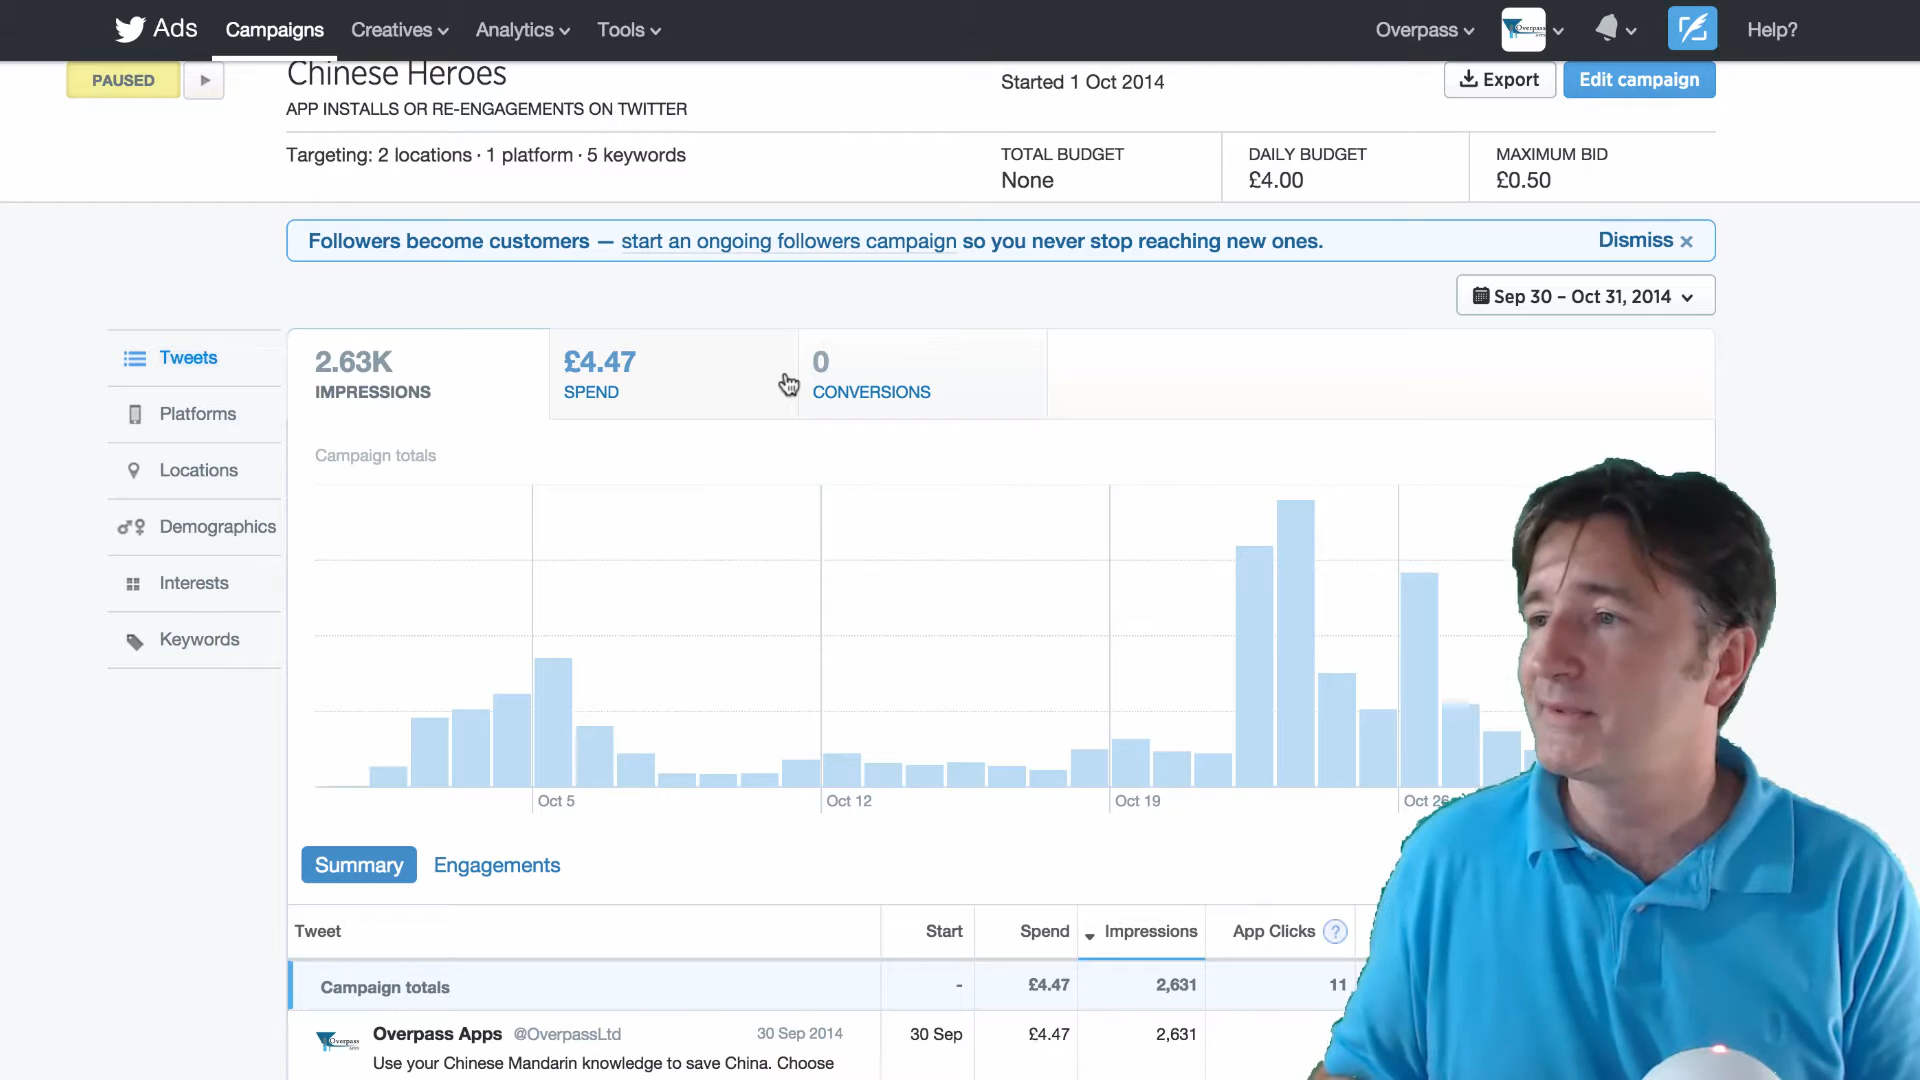 Ads Campaigns Creatives Analytics Tools Overpass Overpass Help?
PAUSED
Chinese Heroes
Started 1 Oct 2014
Export
Edit campaign
APP INSTALLS OR RE-ENGAGEMENTS ON TWITTER
Targeting: 2 locations · 1 platform · 5 keywords
TOTAL BUDGET
None
DAILY BUDGET
£4.00
MAXIMUM BID
£0.50
Followers become customers — start an ongoing followers campaign so you never stop reaching new ones.
Dismiss ×
Sep 30 – Oct 31, 2014
Tweets
Platforms
Locations
Demographics
Interests
Keywords
2.63K
IMPRESSIONS
£4.47
SPEND
0
CONVERSIONS
Campaign totals
Oct 5 Oct 12 Oct 19 Oct 26
Summary Engagements
Tweet Start Spend Impressions App Clicks ?
Campaign totals - £4.47 2,631 11
Overpass
Overpass Apps @OverpassLtd 30 Sep 2014 30 Sep £4.47 2,631
Use your Chinese Mandarin knowledge to save China. Choose